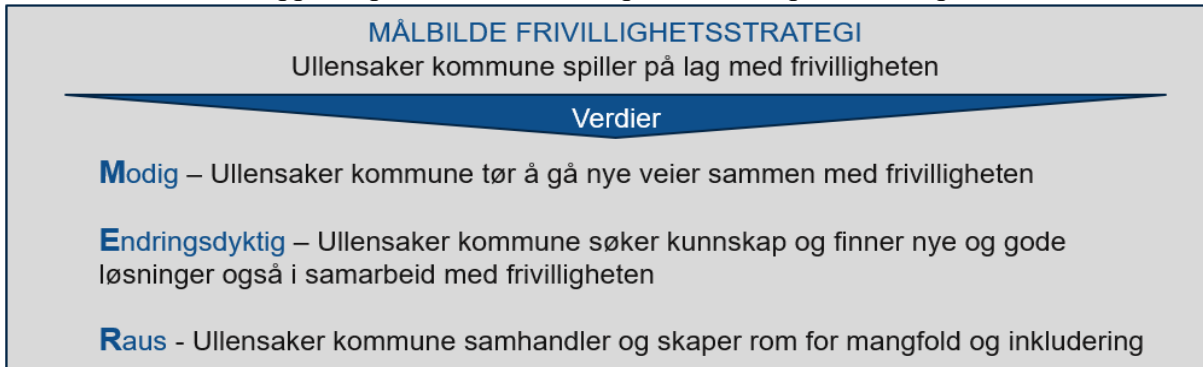 MÅLBILDE FRIVILLIGHETSSTRATEGI
Ullensaker kommune spiller på lag med frivilligheten
Verdier
Modig – Ullensaker kommune tør å gå nye veier sammen med frivilligheten
Endringsdyktig – Ullensaker kommune søker kunnskap og finner nye og gode
løsninger også i samarbeid med frivilligheten
Raus - Ullensaker kommune samhandler og skaper rom for mangfold og inkludering